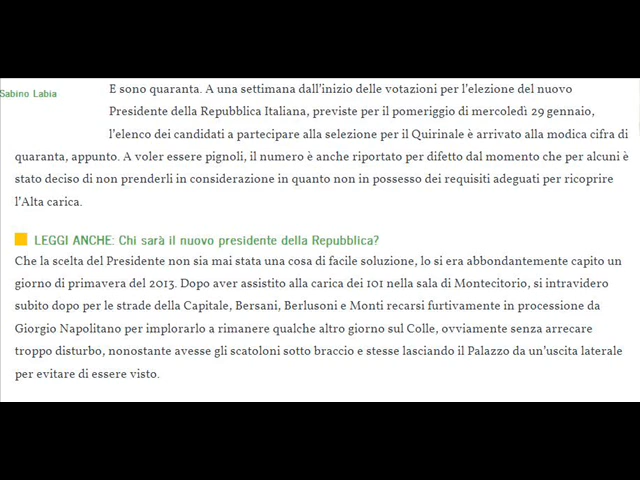 Sabino Labia
E sono quaranta. A una settimana dall'inizio delle votazioni per l'elezione del nuovo
Presidente della Repubblica Italiana, previste per il pomeriggio di mercoledì 29 gennaio,
l'elenco dei candidati a partecipare alla selezione per il Quirinale è arrivato alla modica cifra di
quaranta, appunto. A voler essere pignoli, il numero è anche riportato per difetto dal momento che per alcuni è
stato deciso di non prenderli in considerazione in quanto non in possesso dei requisiti adeguati per ricoprire
l'Alta carica.
LEGGI ANCHE: Chi sarà il nuovo presidente della Repubblica?
Che la scelta del Presidente non sia mai stata una cosa di facile soluzione, lo si era abbondantemente capito un
giorno di primavera del 2013. Dopo aver assistito alla carica dei 101 nella sala di Montecitorio, si intravidero
subito dopo per le strade della Capitale, Bersani, Berlusoni e Monti recarsi furtivamente in processione da
Giorgio Napolitano per implorarlo a rimanere qualche altro giorno sul Colle, ovviamente senza arrecare
troppo disturbo, nonostante avesse gli scatoloni sotto braccio e stesse lasciando il Palazzo da un'uscita laterale
per evitare di essere visto.